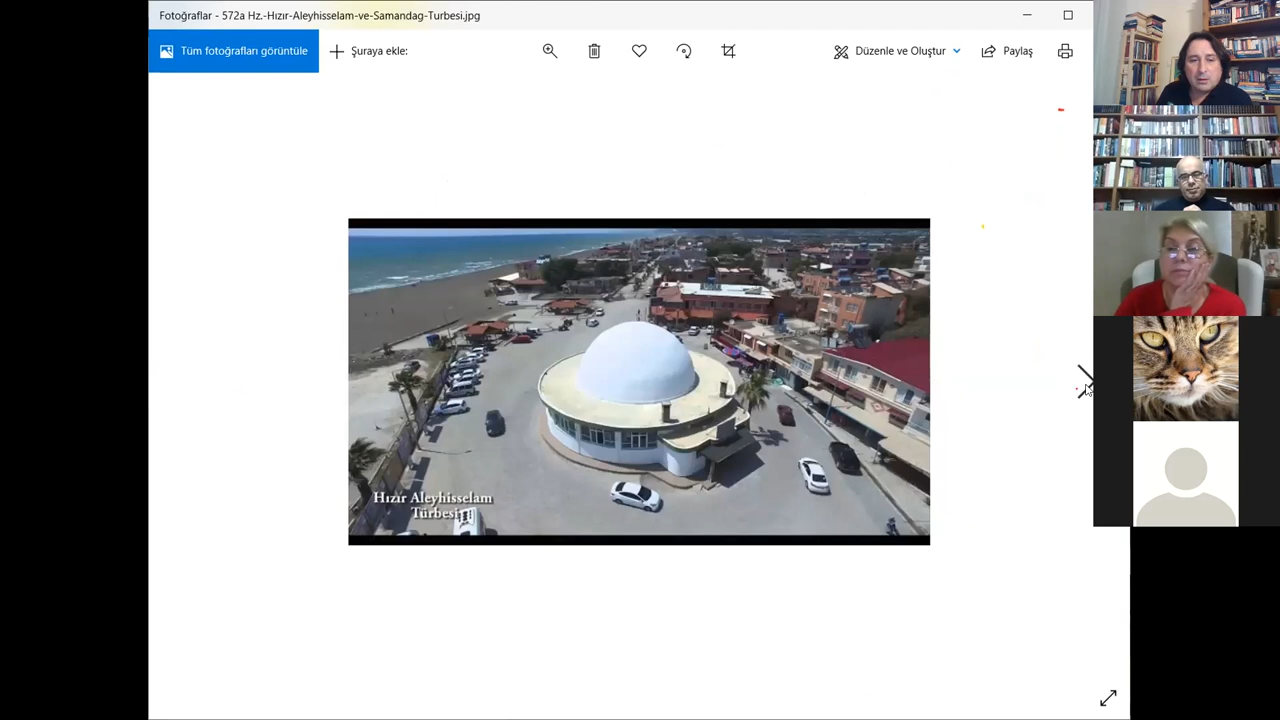 Fotoğraflar - 572a Hz.-Hızır-Aleyhisselam-ve-Samandag-Turbesi.jpg
Tüm fotoğrafları görüntüle
Şuraya ekle:
Düzenle ve Oluştur
Paylaş
Hızır Aleyhisselam
Türbesi